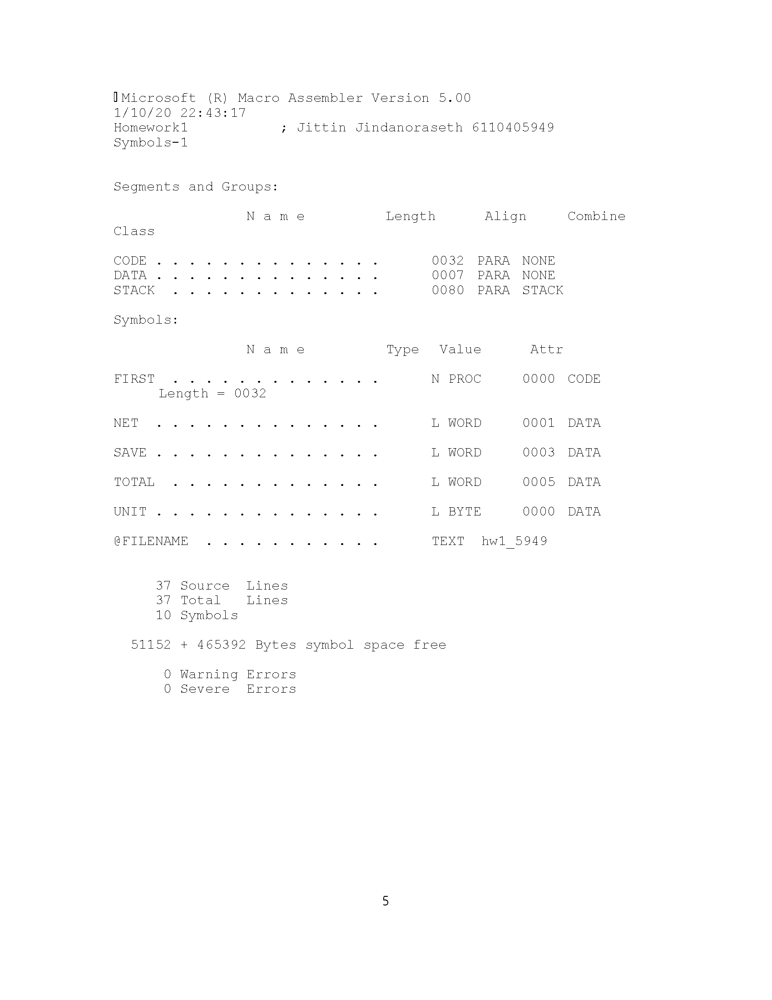 Microsoft (R) Macro Assembler Version 5.00
1/10/20 22:43:17
Homework1 ; Jittin Jindanoraseth 6110405949
Symbols-1
Segments and Groups:
N a m e Length Align Combine
Class
CODE . . . . . . . . . . . . . . 0032 PARA NONE
DATA . . . . . . . . . . . . . . 0007 PARA NONE
STACK . . . . . . . . . . . . . 0080 PARA STACK
Symbols:
N a m e Type Value Attr
FIRST . . . . . . . . . . . . . N PROC 0000 CODE
Length = 0032
NET . . . . . . . . . . . . . . L WORD 0001 DATA
SAVE . . . . . . . . . . . . . . L WORD 0003 DATA
TOTAL . . . . . . . . . . . . . L WORD 0005 DATA
UNIT . . . . . . . . . . . . . . L BYTE 0000 DATA
@FILENAME . . . . . . . . . . . TEXT hw1_5949
37 Source Lines
37 Total Lines
10 Symbols
51152 + 465392 Bytes symbol space free
0 Warning Errors
0 Severe Errors
5